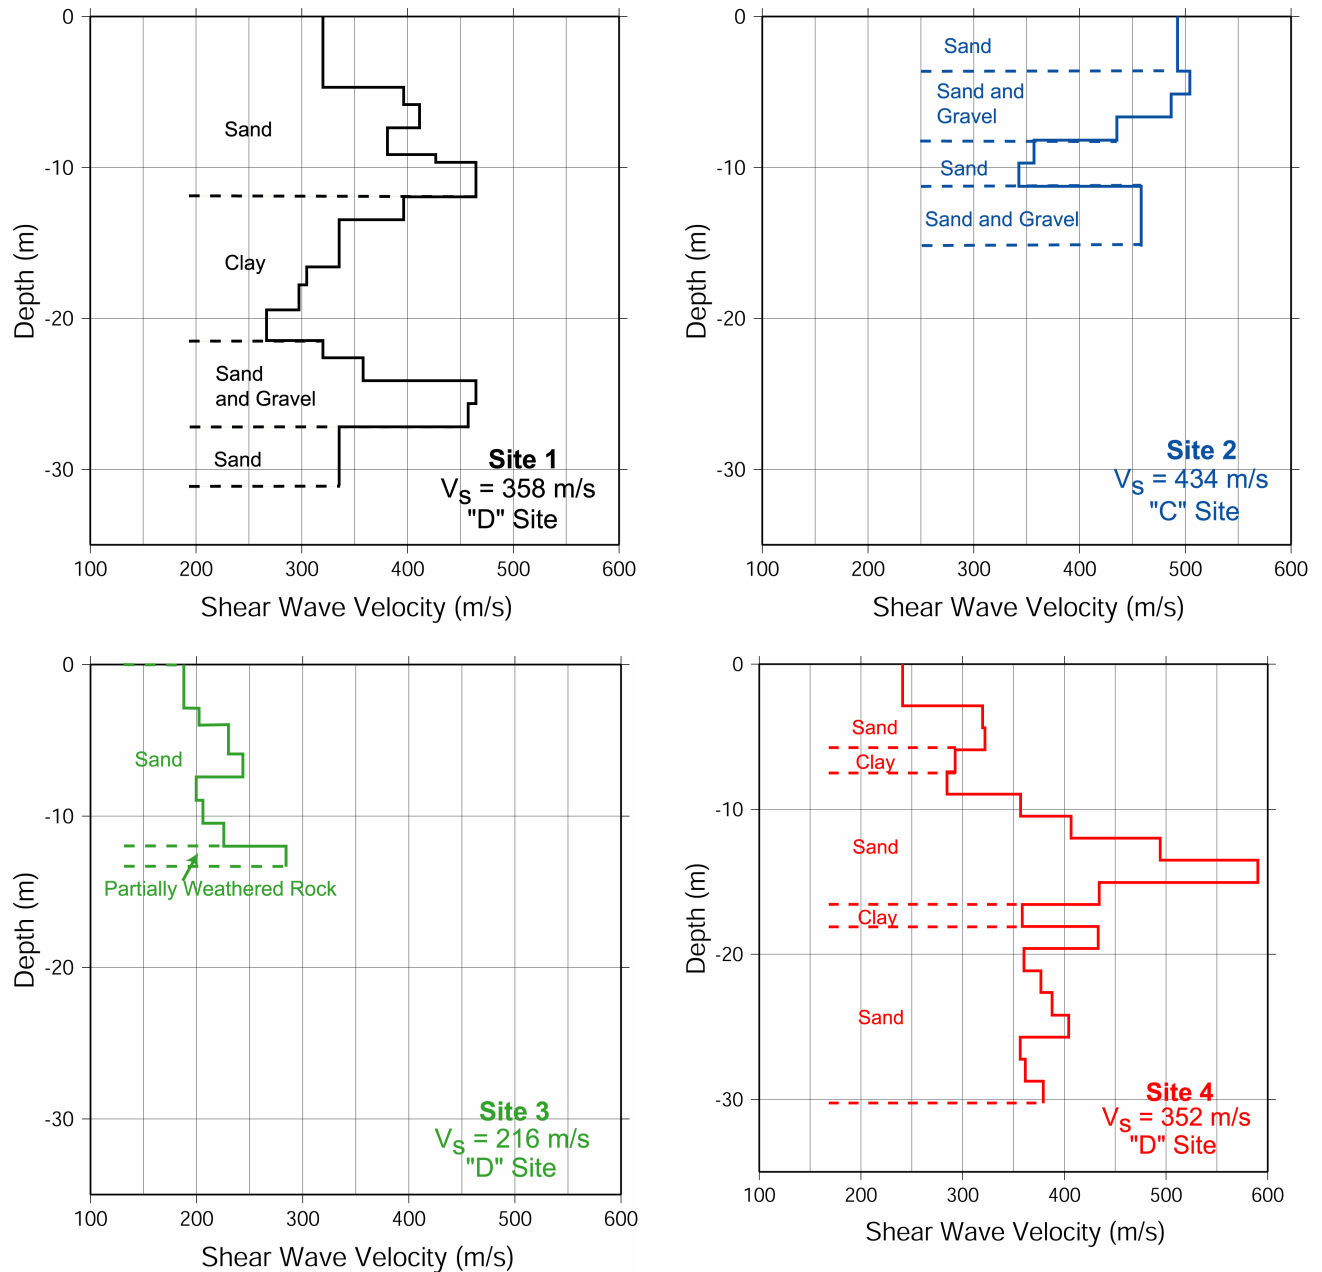 0
-10
-20
-30
Depth (m)
Sand
Clay
Sand
and Gravel
Sand
Site 1
VS = 358 m/s
"D" Site
100 200 300 400 500 600
Shear Wave Velocity (m/s)
0
-10
-20
-30
Depth (m)
Sand
Sand and
Gravel
Sand
Sand and Gravel
Site 2
VS = 434 m/s
"C" Site
100 200 300 400 500 600
Shear Wave Velocity (m/s)
0
-10
-20
-30
Depth (m)
Sand
Partially Weathered Rock
Site 3
VS = 216 m/s
"D" Site
100 200 300 400 500 600
Shear Wave Velocity (m/s)
0
-10
-20
-30
Depth (m)
Sand
Clay
Sand
Clay
Sand
Site 4
VS = 352 m/s
"D" Site
100 200 300 400 500 600
Shear Wave Velocity (m/s)